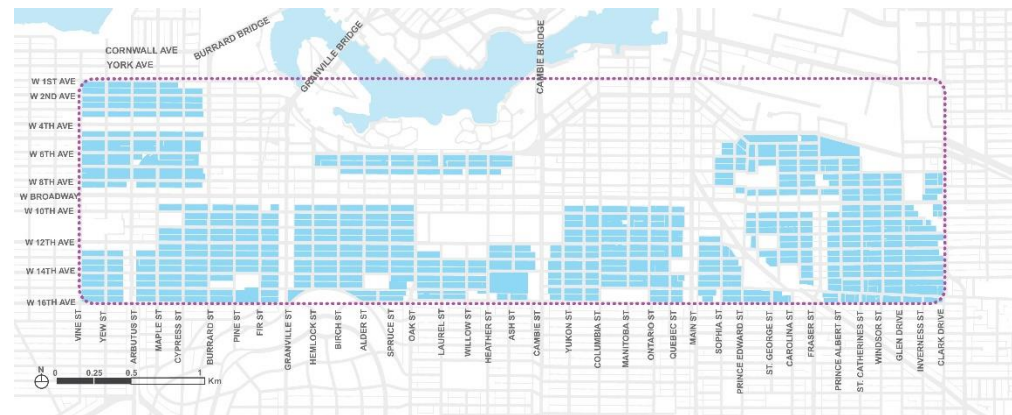 BURRARD BRIDGE
GRANVILLE BRIDGE
CAMBIE BRIDGE
CORNWALL AVE
YORK AVE
W 1ST AVE
W 2ND AVE
W 4TH AVE
W 6TH AVE
W 8TH AVE
W BROADWAY
W 10TH AVE
W 12TH AVE
W 14TH AVE
W 16TH AVE
VINE ST
YEW ST
ARBUTUS ST
MAPLE ST
CYPRESS ST
BURRARD ST
PINE ST
FIR ST
GRANVILLE ST
HEMLOCK ST
BIRCH ST
ALDER ST
SPRUCE ST
OAK ST
LAUREL ST
WILLOW ST
HEATHER ST
ASH ST
CAMBIE ST
YUKON ST
COLUMBIA ST
MANITOBA ST
ONTARIO ST
QUEBEC ST
MAIN ST
SOPHIA ST
PRINCE EDWARD ST
ST. GEORGE ST
CAROLINA ST
FRASER ST
PRINCE ALBERT ST
ST. CATHERINES ST
WINDSOR ST
GLEN DRIVE
INVERNESS ST
CLARK DRIVE
N
0 0.25 0.5 1
Km